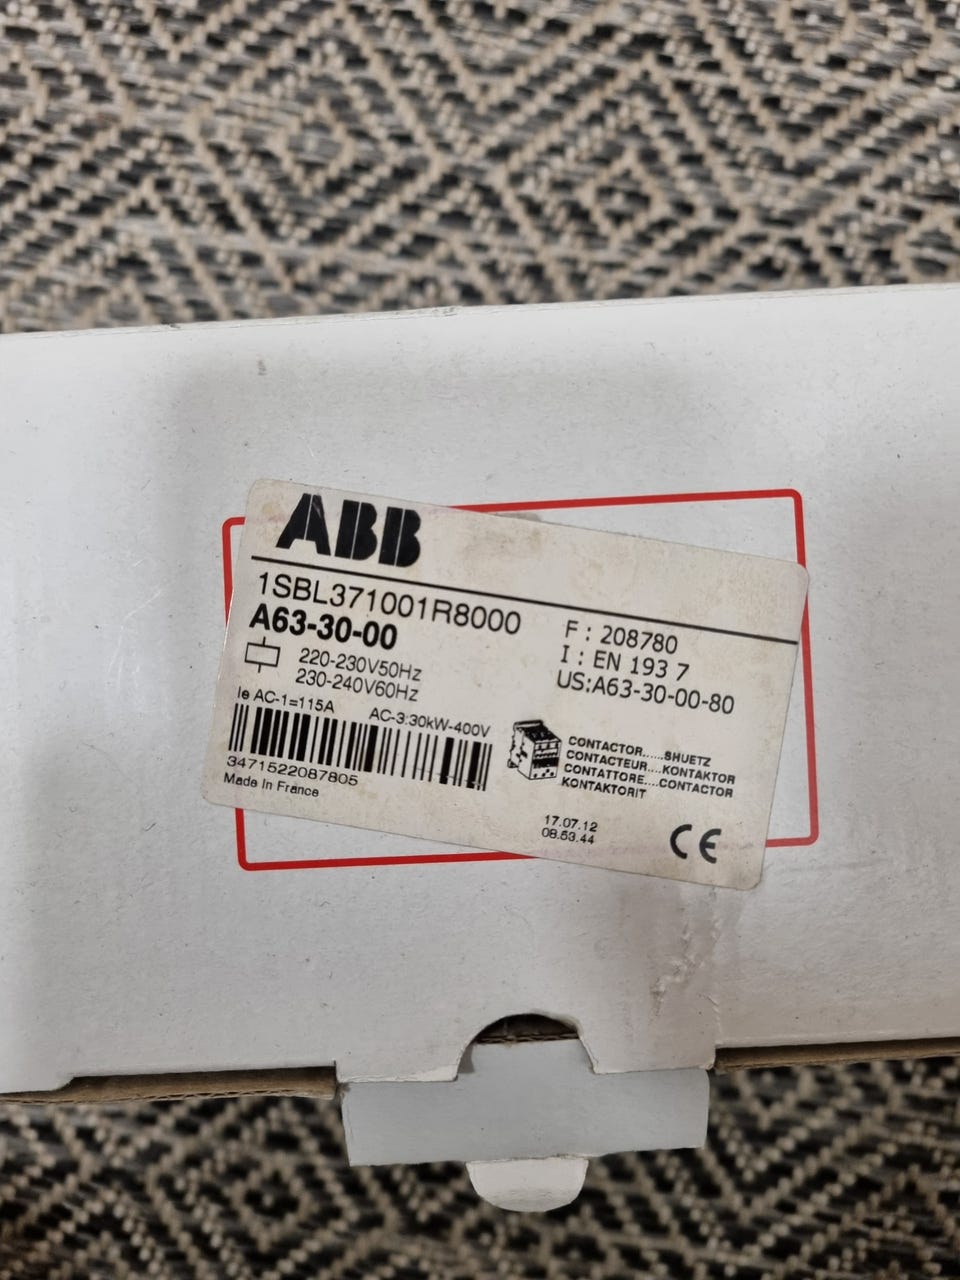 ABB
1SBL371001R8000
A63-30-00
220-230V50Hz
230-240V60Hz
Ie AC-1=115A AC-3:30kW-400V
3471522087805
Made in France
F : 208780
I : EN 193 7
US:A63-30-00-80
CONTACTOR.....SHUETZ
CONTACTEUR....KONTAKTOR
CONTATTORE....CONTACTOR
KONTAKTORIT
17.07.12
08.53.44
CE